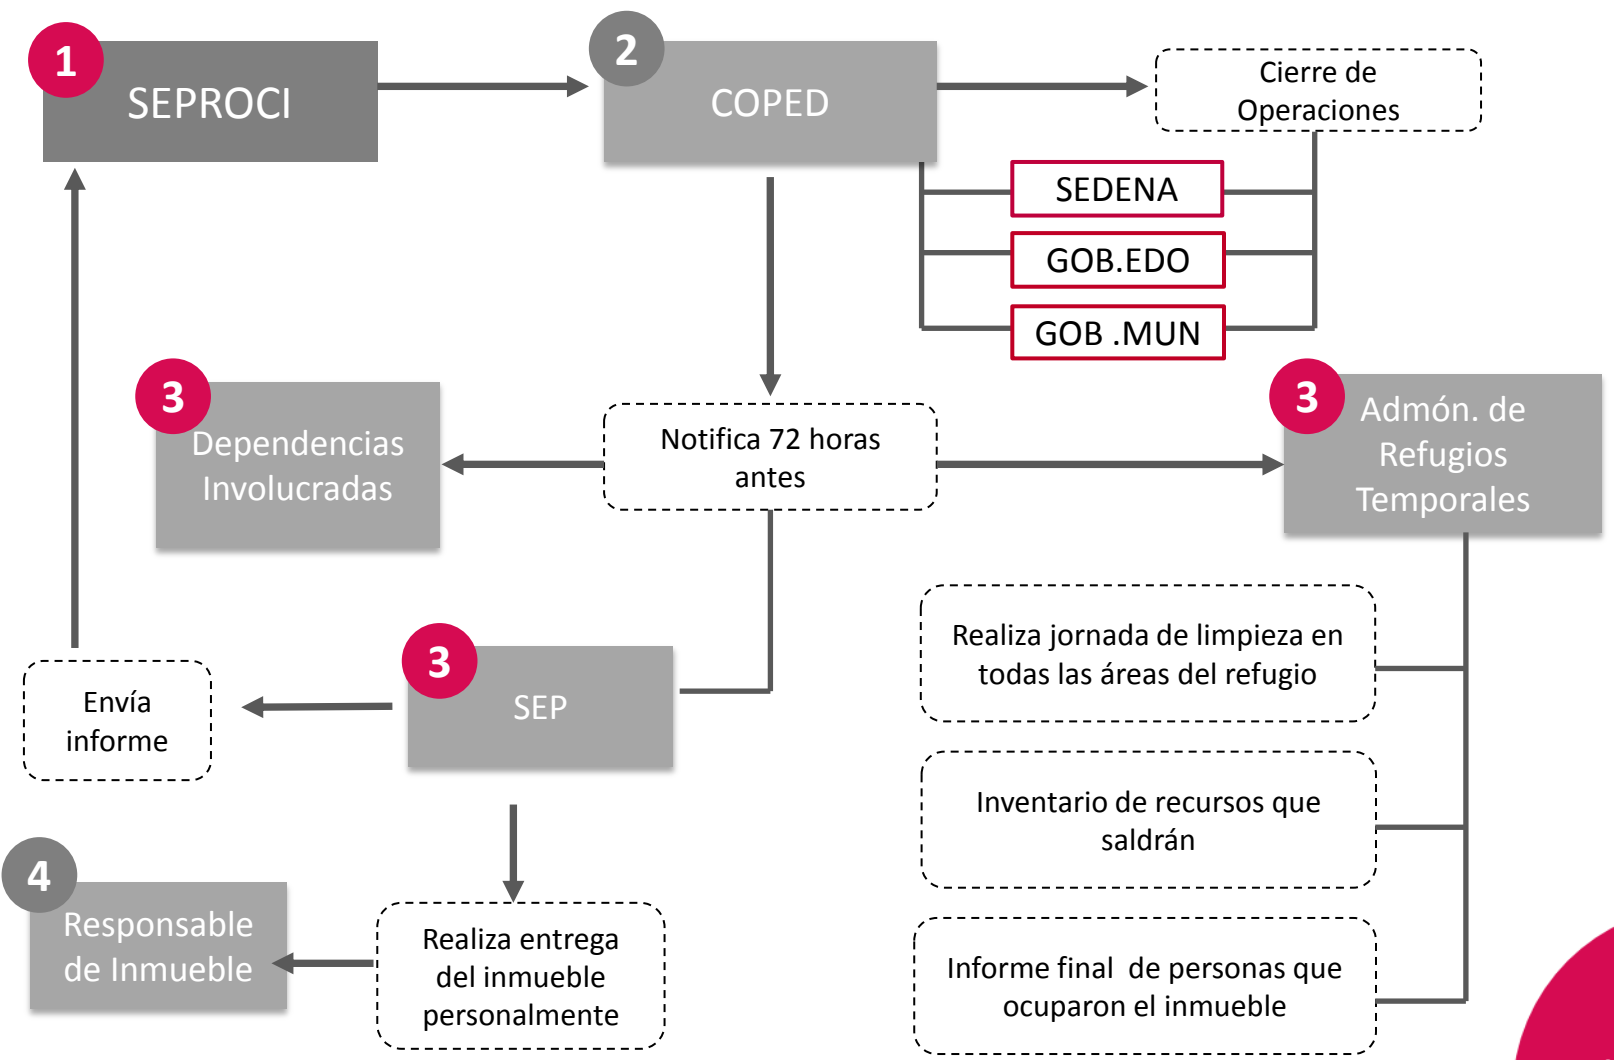 1
SEPROCI
2
COPED
Cierre de
Operaciones
SEDENA
GOB.EDO
GOB .MUN
3
Dependencias
Involucradas
Notifica 72 horas
antes
3
Admón. de
Refugios
Temporales
Realiza jornada de limpieza en
todas las áreas del refugio
3
SEP
Envía
informe
Inventario de recursos que
saldrán
4
Responsable
de Inmueble
Realiza entrega
del inmueble
personalmente
Informe final  de personas que
ocuparon el inmueble